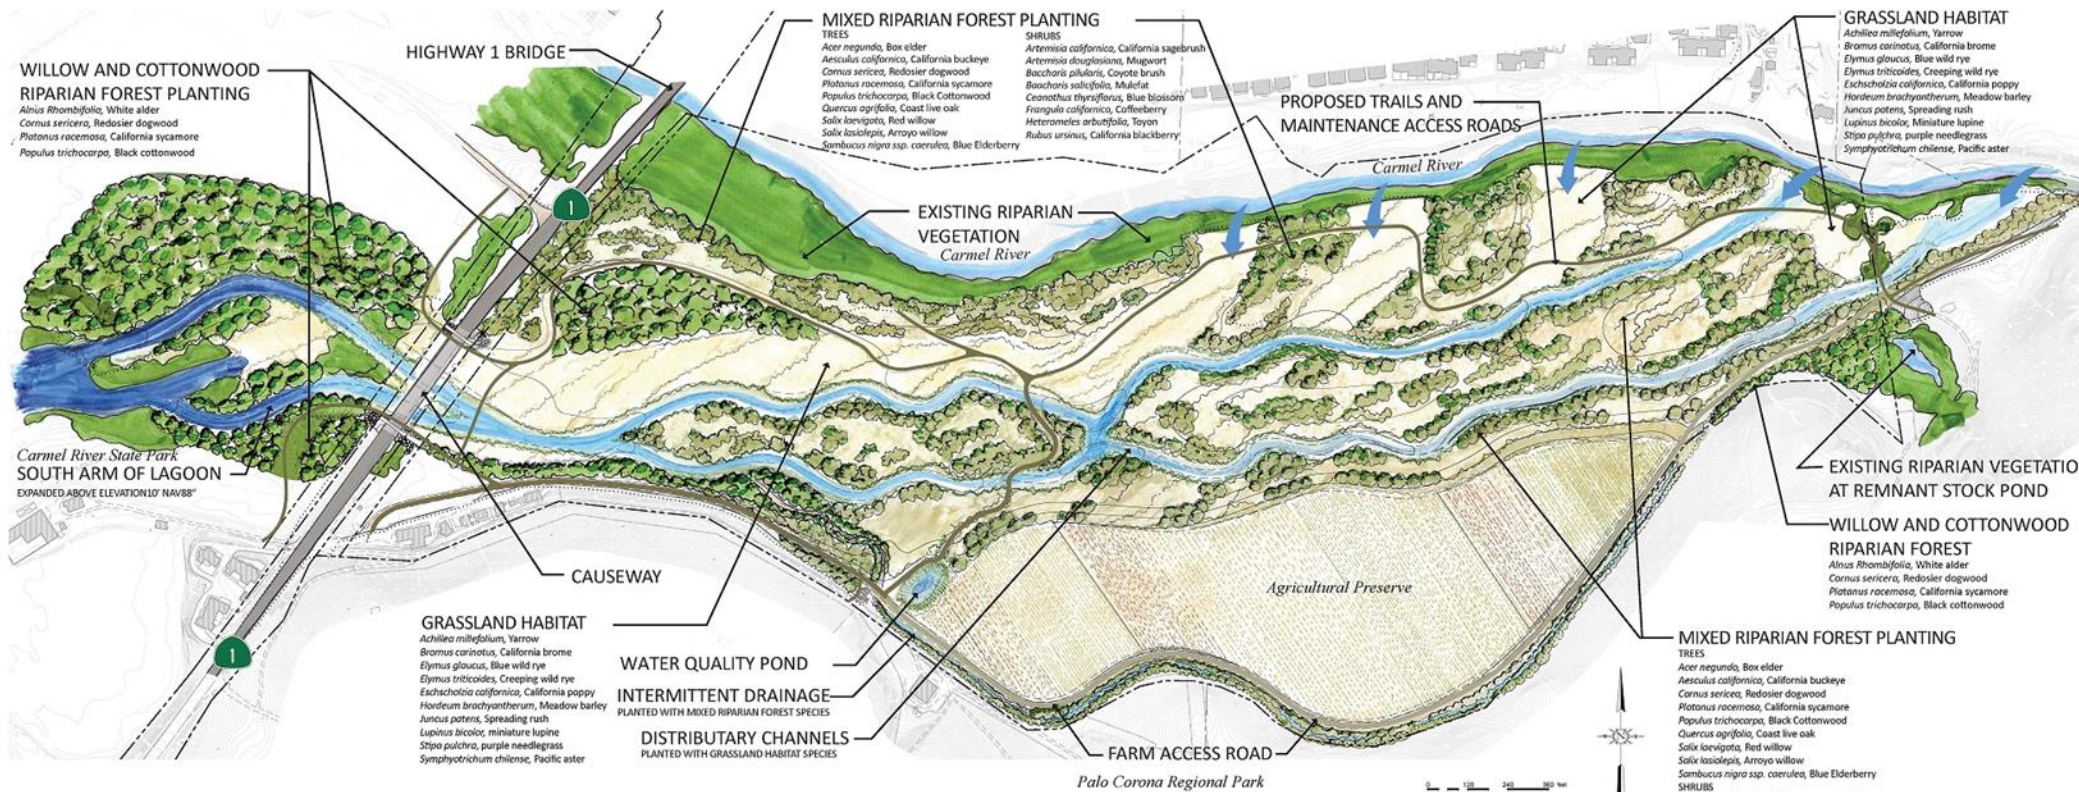 WILLOW AND COTTONWOOD
RIPARIAN FOREST PLANTING
Alnius Rhombifolia, White alder
Cornus sericera, Redosier dogwood
Platonus racemosa, California sycamore
Populus trichocarpa, Black cottonwood
HIGHWAY 1 BRIDGE
MIXED RIPARIAN FOREST PLANTING
TREES
Acer negundo, Box elder
Aesculus californica, California buckeye
Cornus sericea, Redosier dogwood
Platonus racemosa, California sycamore
Populus trichocarpa, Black Cottonwood
Quercus agrifolia, Coast live oak
Salix laevigata, Red willow
Salix lasiolepis, Arroyo willow
Sambucus nigra ssp. caerulea, Blue Elderberry
SHRUBS
Artemisia californica, California sagebrush
Artemisia douglasiana, Mugwort
Baccharis pilularis, Coyote brush
Baccharis salicifolia, Mulefat
Ceanothus thyrsiflorus, Blue blossom
Frangula californica, Coffeeberry
Heteromeles arbutifolia, Toyon
Rubus ursinus, California blackberry
PROPOSED TRAILS AND
MAINTENANCE ACCESS ROADS
GRASSLAND HABITAT
Achillea millefolium, Yarrow
Bromus carinatus, California brome
Elymus glaucus, Blue wild rye
Elymus triticoides, Creeping wild rye
Eschscholzia californica, California poppy
Hordeum brachyantherum, Meadow barley
Juncus patens, Spreading rush
Lupinus bicolor, Miniature lupine
Stipa pulchra, purple needlegrass
Symphyotrichum chilense, Pacific aster
Carmel River
1
EXISTING RIPARIAN
VEGETATION
Carmel River
Carmel River State Park
SOUTH ARM OF LAGOON
EXPANDED ABOVE ELEVATION10' NAV88"
CAUSEWAY
EXISTING RIPARIAN VEGETATIO
AT REMNANT STOCK POND
WILLOW AND COTTONWOOD
RIPARIAN FOREST
Alnus Rhombifolia, White alder
Cornus sericera, Redosier dogwood
Platonus racemosa, California sycamore
Populus trichocarpa, Black cottonwood
Agricultural Preserve
GRASSLAND HABITAT
Achillea millefolium, Yarrow
Bromus carinatus, California brome
Elymus glaucus, Blue wild rye
Elymus triticoides, Creeping wild rye
Eschscholzia californica, California poppy
Hordeum brachyantherum, Meadow barley
Juncus patens, Spreading rush
Lupinus bicolor, miniature lupine
Stipa pulchra, purple needlegrass
Symphyotrichum chilense, Pacific aster
1
WATER QUALITY POND
INTERMITTENT DRAINAGE
PLANTED WITH MIXED RIPARIAN FOREST SPECIES
DISTRIBUTARY CHANNELS
PLANTED WITH GRASSLAND HABITAT SPECIES
FARM ACCESS ROAD
Palo Corona Regional Park
MIXED RIPARIAN FOREST PLANTING
TREES
Acer negundo, Box elder
Aesculus californica, California buckeye
Cornus sericea, Redosier dogwood
Platonus racemosa, California sycamore
Populus trichocarpa, Black Cottonwood
Quercus agrifolia, Coast live oak
Salix laevigata, Red willow
Salix lasiolepis, Arroyo willow
Sambucus nigra ssp. caerulea, Blue Elderberry
SHRUBS
N
0 120 240 360 feet